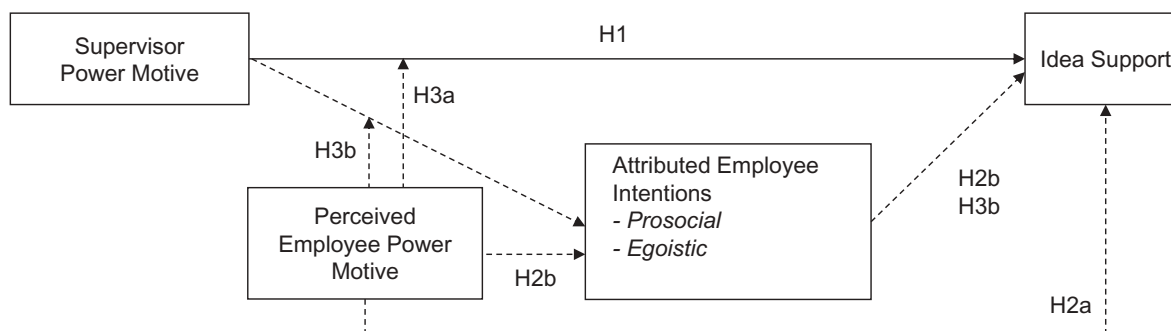 Supervisor
Power Motive
H1
Idea Support
H3a
H3b
Attributed Employee
Intentions
- Prosocial
- Egoistic
H2b
H3b
Perceived
Employee Power
Motive
H2b
H2a